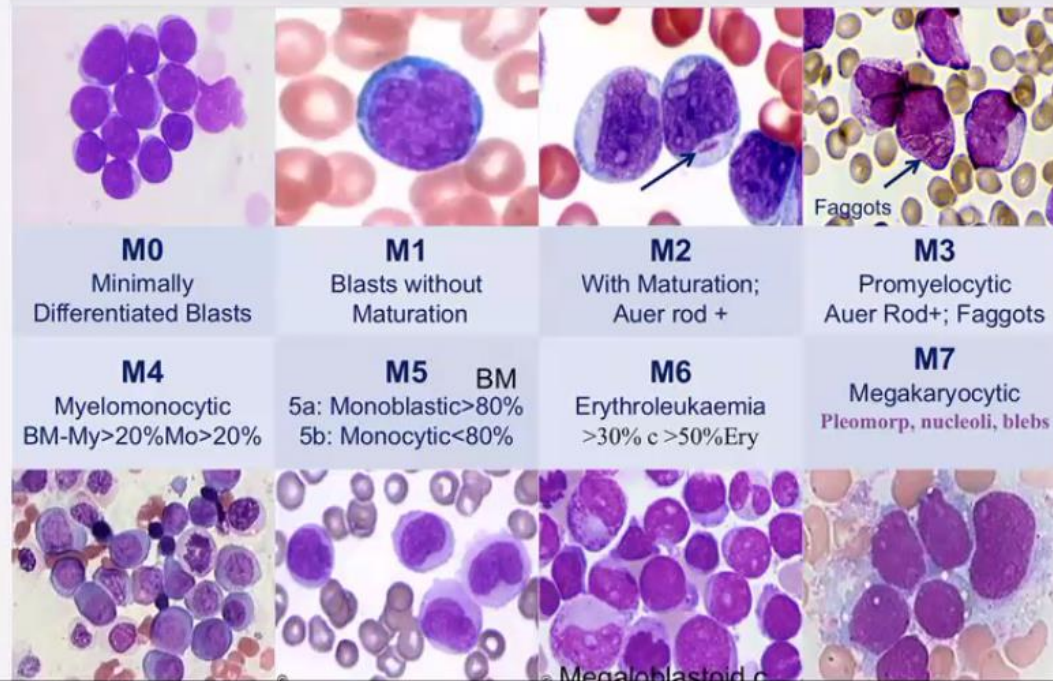 Faggots
M0
Minimally
Differentiated Blasts
M1
Blasts without
Maturation
M2
With Maturation;
Auer rod +
M3
Promyelocytic
Auer Rod+; Faggots
M4
Myelomonocytic
BM-My>20%Mo>20%
M5 BM
5a: Monoblastic>80%
5b: Monocytic<80%
M6
Erythroleukaemia
>30% c >50%Ery
M7
Megakaryocytic
Pleomorp, nucleoli, blebs
Megaloblastoid c